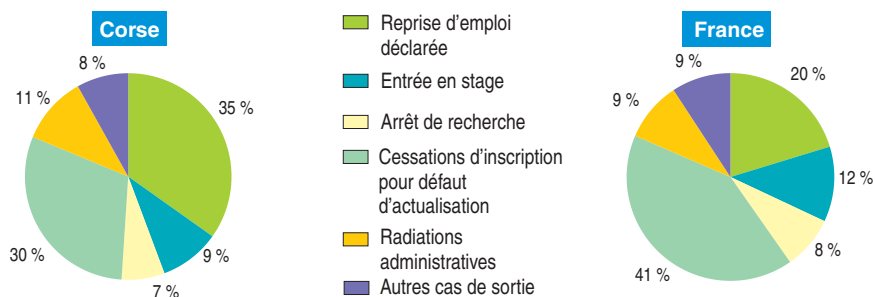 Corse
8 %
11 %
35 %
30 %
9 %
7 %
Reprise d'emploi
déclarée
Entrée en stage
Arrêt de recherche
Cessations d'inscription
pour défaut
d'actualisation
Radiations
administratives
Autres cas de sortie
France
9 %
20 %
9 %
12 %
8 %
41 %